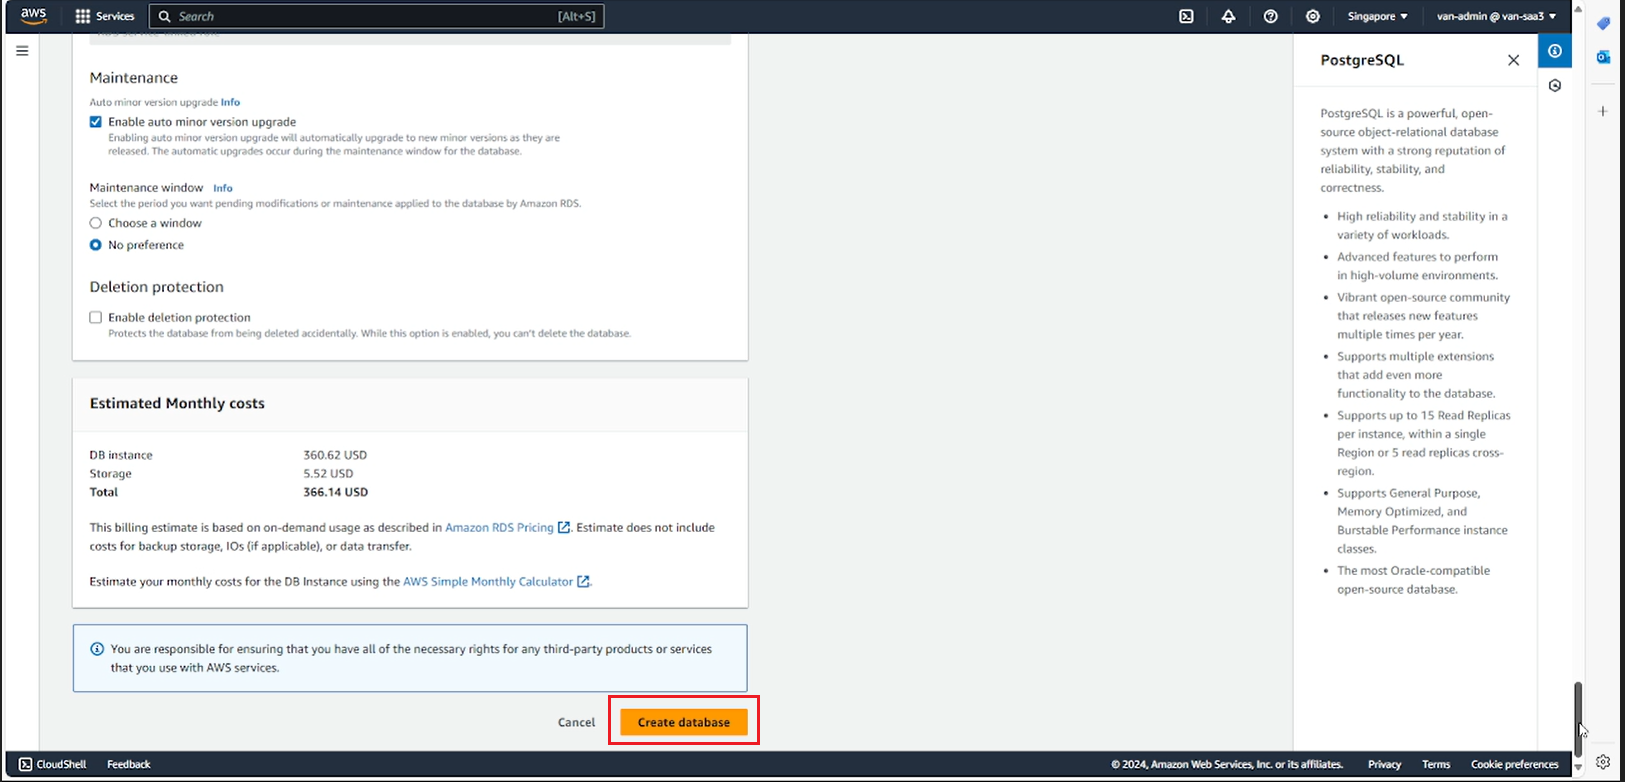 aws
Services
Search
[Alt+S]
Singapore
van-admin @ van-saa3
Maintenance
Auto minor version upgrade Info
Enable auto minor version upgrade
Enabling auto minor version upgrade will automatically upgrade to new minor versions as they are
released. The automatic upgrades occur during the maintenance window for the database.
Maintenance window Info
Select the period you want pending modifications or maintenance applied to the database by Amazon RDS.
Choose a window
No preference
Deletion protection
Enable deletion protection
Protects the database from being deleted accidentally. While this option is enabled, you can't delete the database.
Estimated Monthly costs
DB instance 360.62 USD
Storage 5.52 USD
Total 366.14 USD
This billing estimate is based on on-demand usage as described in Amazon RDS Pricing. Estimate does not include
costs for backup storage, IOs (if applicable), or data transfer.
Estimate your monthly costs for the DB Instance using the AWS Simple Monthly Calculator.
You are responsible for ensuring that you have all of the necessary rights for any third-party products or services
that you use with AWS services.
Cancel
Create database
PostgreSQL
PostgreSQL is a powerful, open-
source object-relational database
system with a strong reputation of
reliability, stability, and
correctness.
• High reliability and stability in a
variety of workloads.
• Advanced features to perform
in high-volume environments.
• Vibrant open-source community
that releases new features
multiple times per year.
• Supports multiple extensions
that add even more
functionality to the database.
• Supports up to 15 Read Replicas
per instance, within a single
Region or 5 read replicas cross-
region.
• Supports General Purpose,
Memory Optimized, and
Burstable Performance instance
classes.
• The most Oracle-compatible
open-source database.
CloudShell
Feedback
© 2024, Amazon Web Services, Inc. or its affiliates.
Privacy
Terms
Cookie preferences